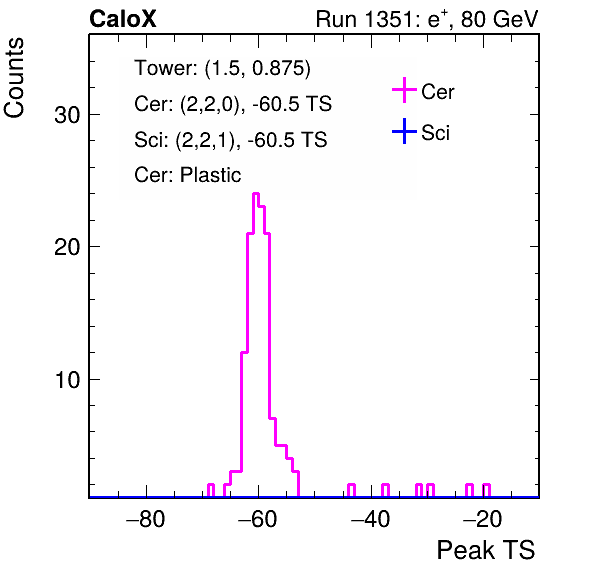 CaloX Run 1351: e⁺, 80 GeV
Counts
Tower: (1.5, 0.875)
Cer: (2,2,0), -60.5 TS
Sci: (2,2,1), -60.5 TS
Cer: Plastic
Cer
Sci
30
20
10
−80 −60 −40 −20
Peak TS